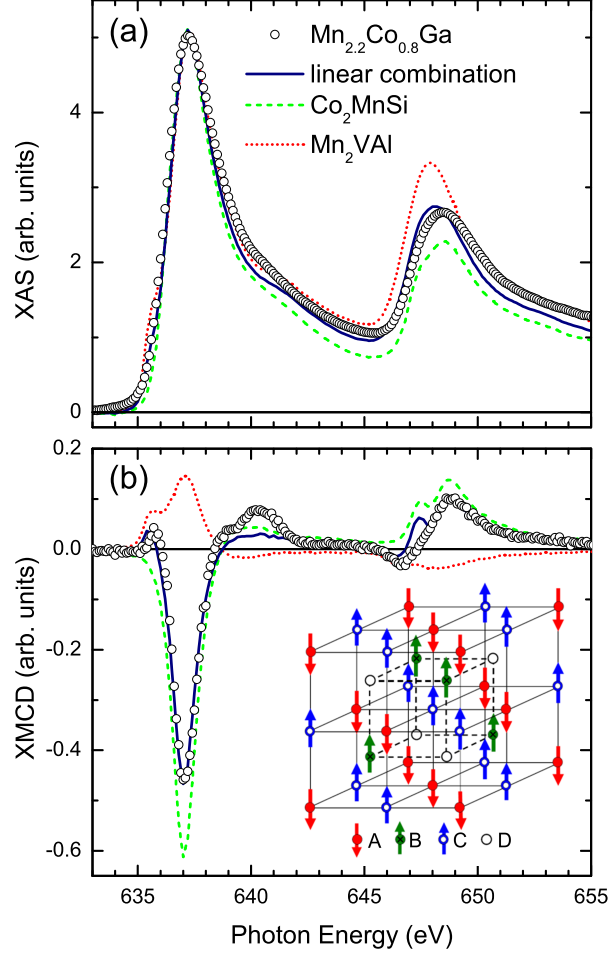 (a)
Mn2.2Co0.8Ga
linear combination
Co2MnSi
Mn2VAl
XAS (arb. units)
4
2
0
(b)
0.2
0.0
-0.2
-0.4
-0.6
XMCD (arb. units)
A B C D
635 640 645 650 655
Photon Energy (eV)